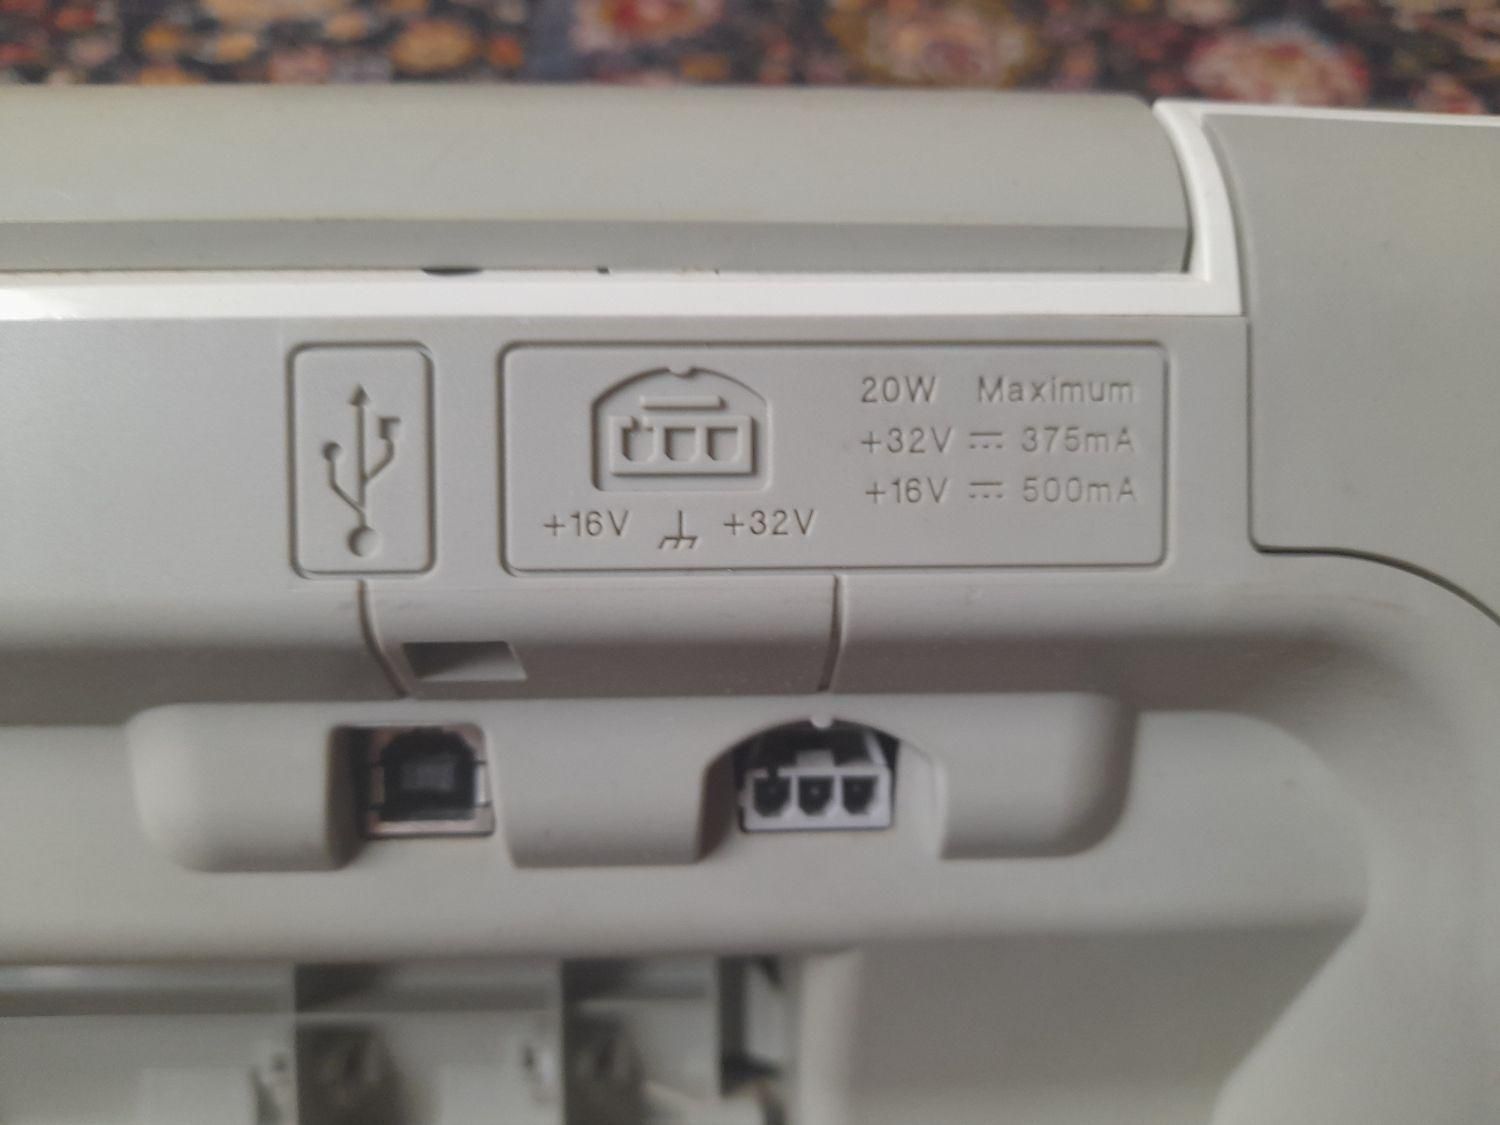 20W Maximum
+32V ⎓ 375mA
+16V ⎓ 500mA
+16V +32V